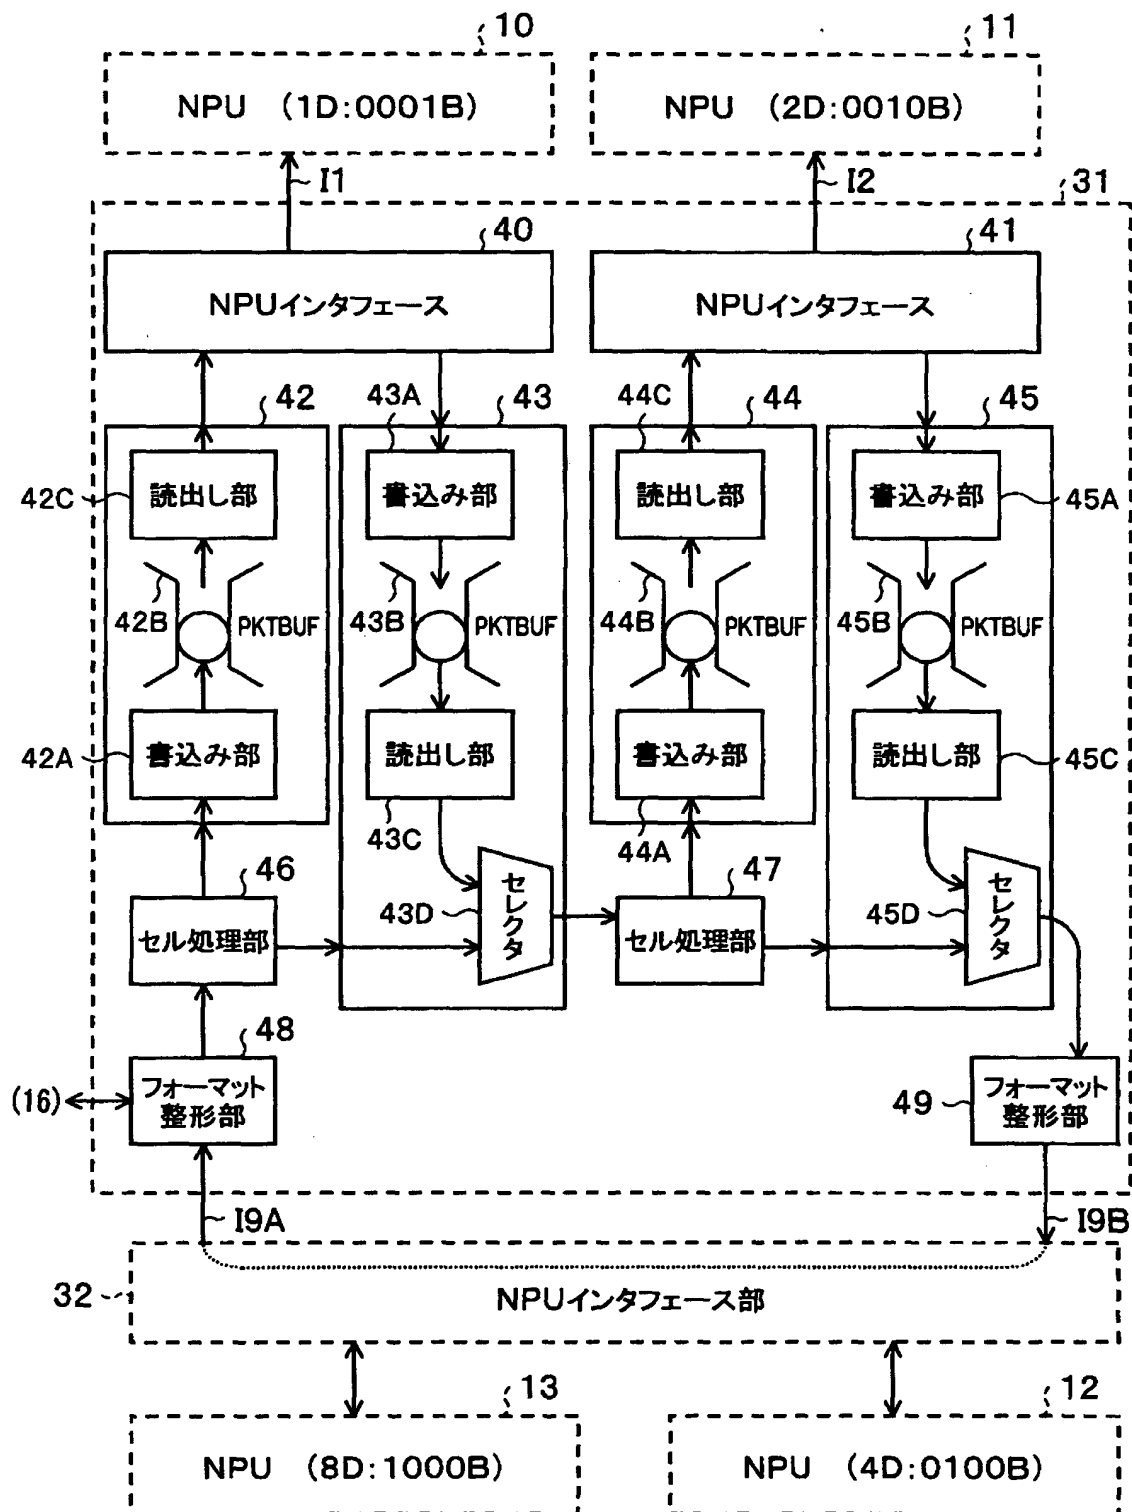 10
11
NPU (1D:0001B)
NPU (2D:0010B)
I1
I2
31
40
41
NPUインタフェース
NPUインタフェース
42
43A
43
44C
44
45
42C
読出し部
書込み部
読出し部
書込み部
45A
42B
PKTBUF
43B
PKTBUF
44B
PKTBUF
45B
PKTBUF
42A
書込み部
読出し部
書込み部
読出し部
45C
43C
44A
46
47
セル処理部
43D
セレクタ
セル処理部
45D
セレクタ
48
(16)
フォーマット
整形部
49
フォーマット
整形部
I9A
I9B
32
NPUインタフェース部
13
12
NPU (8D:1000B)
NPU (4D:0100B)